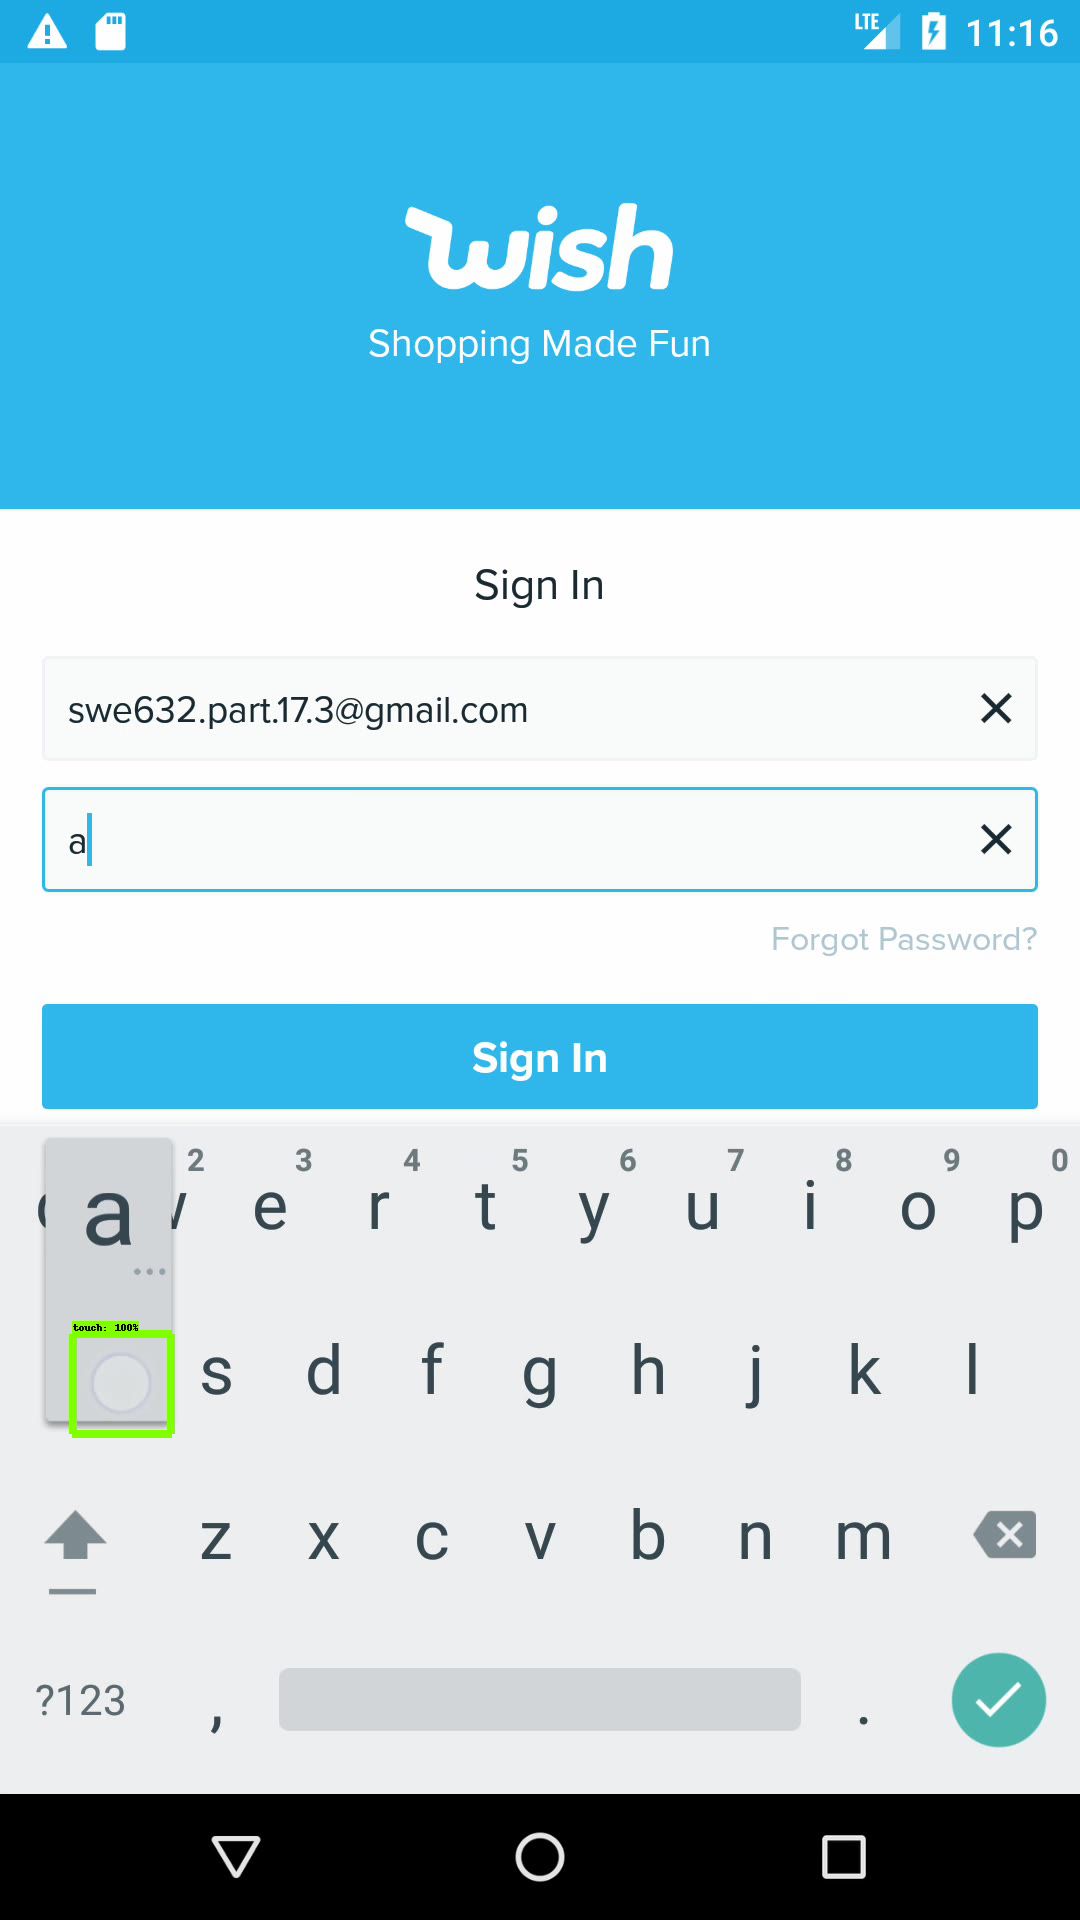 LTE 11:16
wish
Shopping Made Fun
Sign In
swe632.part.17.3@gmail.com
a
Forgot Password?
Sign In
2 3 4 5 6 7 8 9 0
a e r t y u i o p
touch: 100%
s d f g h j k l
z x c v b n m
?123 , .